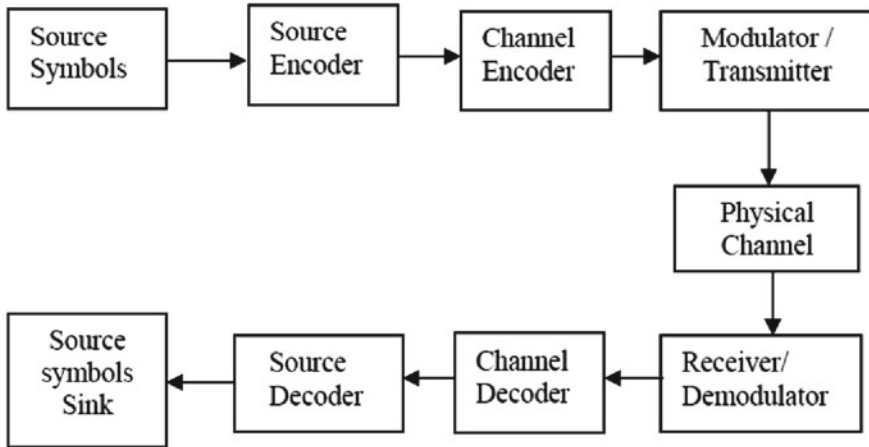 Source
Symbols
Source
Encoder
Channel
Encoder
Modulator /
Transmitter
Physical
Channel
Receiver/
Demodulator
Channel
Decoder
Source
Decoder
Source
symbols
Sink